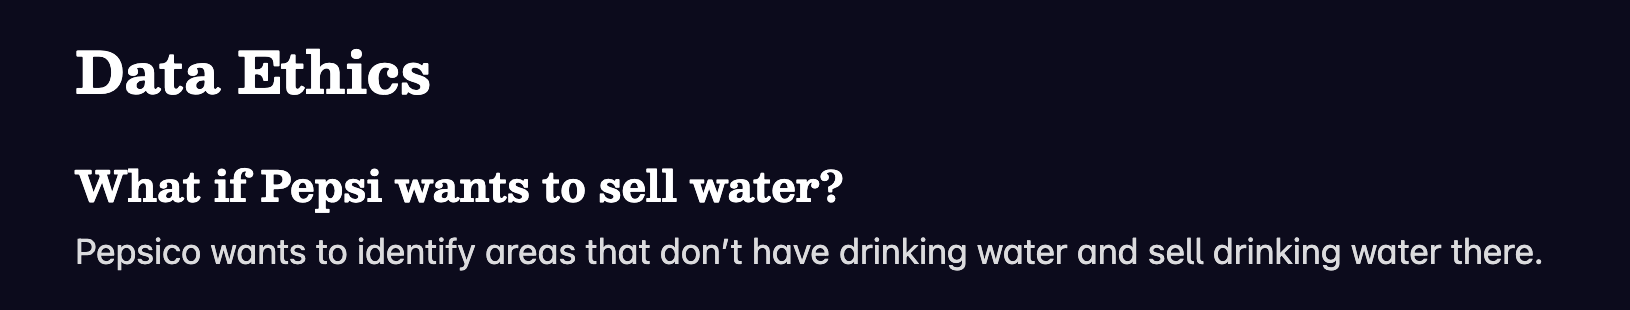 Data Ethics
What if Pepsi wants to sell water?
Pepsico wants to identify areas that don’t have drinking water and sell drinking water there.